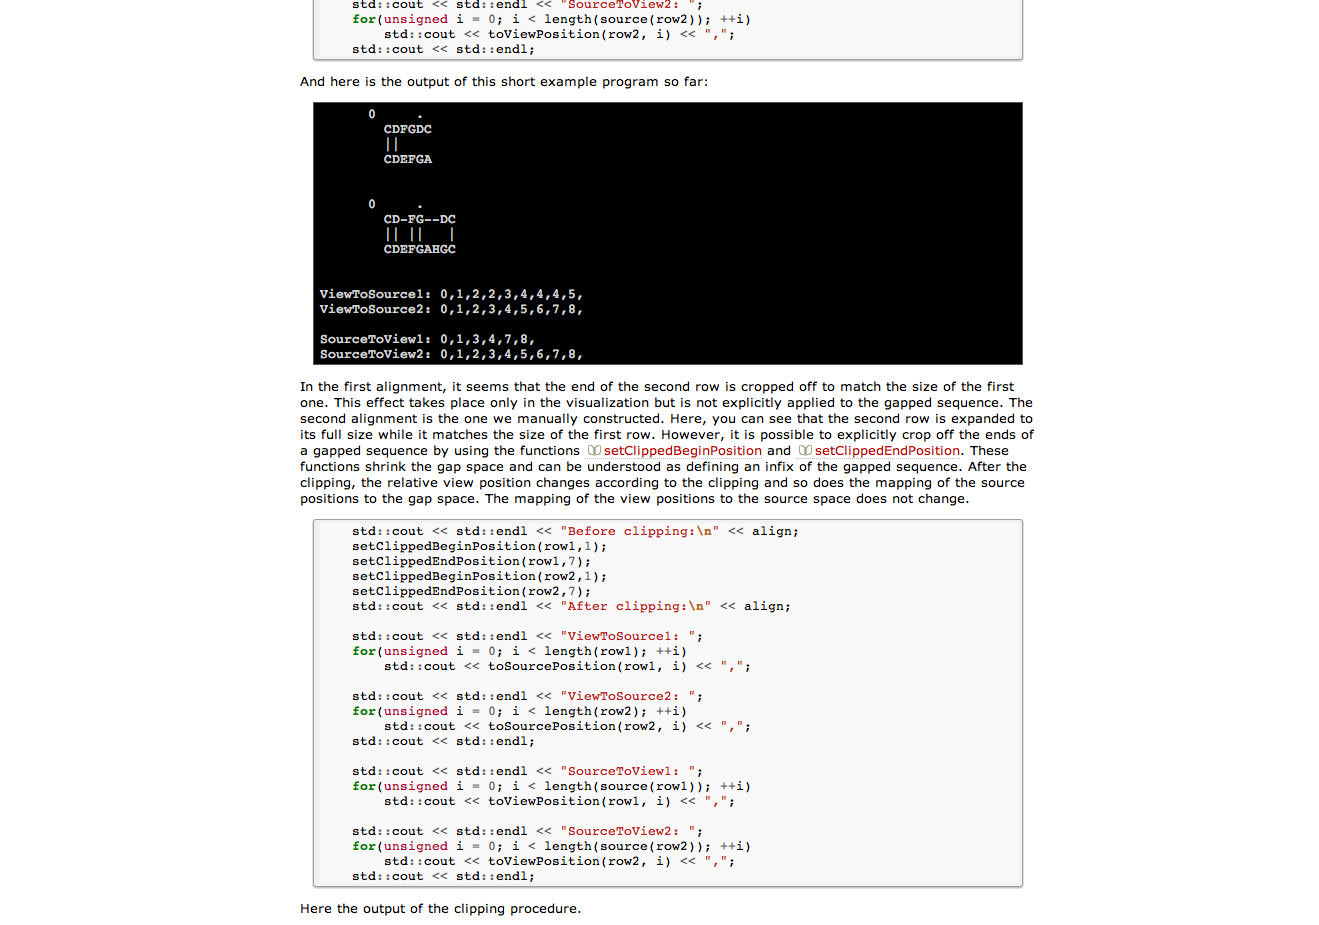 std::cout << std::endl << "SourceToView2: ";
for(unsigned i = 0; i < length(source(row2)); ++i)
std::cout << toViewPosition(row2, i) << ",";
std::cout << std::endl;
And here is the output of this short example program so far:
0 .
CDFGDC
||
CDEFGA
0 .
CD-FG--DC
|| || |
CDEFGAHGC
ViewToSource1: 0,1,2,2,3,4,4,4,5,
ViewToSource2: 0,1,2,3,4,5,6,7,8,
SourceToView1: 0,1,3,4,7,8,
SourceToView2: 0,1,2,3,4,5,6,7,8,
In the first alignment, it seems that the end of the second row is cropped off to match the size of the first
one. This effect takes place only in the visualization but is not explicitly applied to the gapped sequence. The
second alignment is the one we manually constructed. Here, you can see that the second row is expanded to
its full size while it matches the size of the first row. However, it is possible to explicitly crop off the ends of
a gapped sequence by using the functions setClippedBeginPosition and setClippedEndPosition. These
functions shrink the gap space and can be understood as defining an infix of the gapped sequence. After the
clipping, the relative view position changes according to the clipping and so does the mapping of the source
positions to the gap space. The mapping of the view positions to the source space does not change.
std::cout << std::endl << "Before clipping:\n" << align;
setClippedBeginPosition(row1,1);
setClippedEndPosition(row1,7);
setClippedBeginPosition(row2,1);
setClippedEndPosition(row2,7);
std::cout << std::endl << "After clipping:\n" << align;
std::cout << std::endl << "ViewToSource1: ";
for(unsigned i = 0; i < length(row1); ++i)
std::cout << toSourcePosition(row1, i) << ",";
std::cout << std::endl << "ViewToSource2: ";
for(unsigned i = 0; i < length(row2); ++i)
std::cout << toSourcePosition(row2, i) << ",";
std::cout << std::endl;
std::cout << std::endl << "SourceToView1: ";
for(unsigned i = 0; i < length(source(row1)); ++i)
std::cout << toViewPosition(row1, i) << ",";
std::cout << std::endl << "SourceToView2: ";
for(unsigned i = 0; i < length(source(row2)); ++i)
std::cout << toViewPosition(row2, i) << ",";
std::cout << std::endl;
Here the output of the clipping procedure.